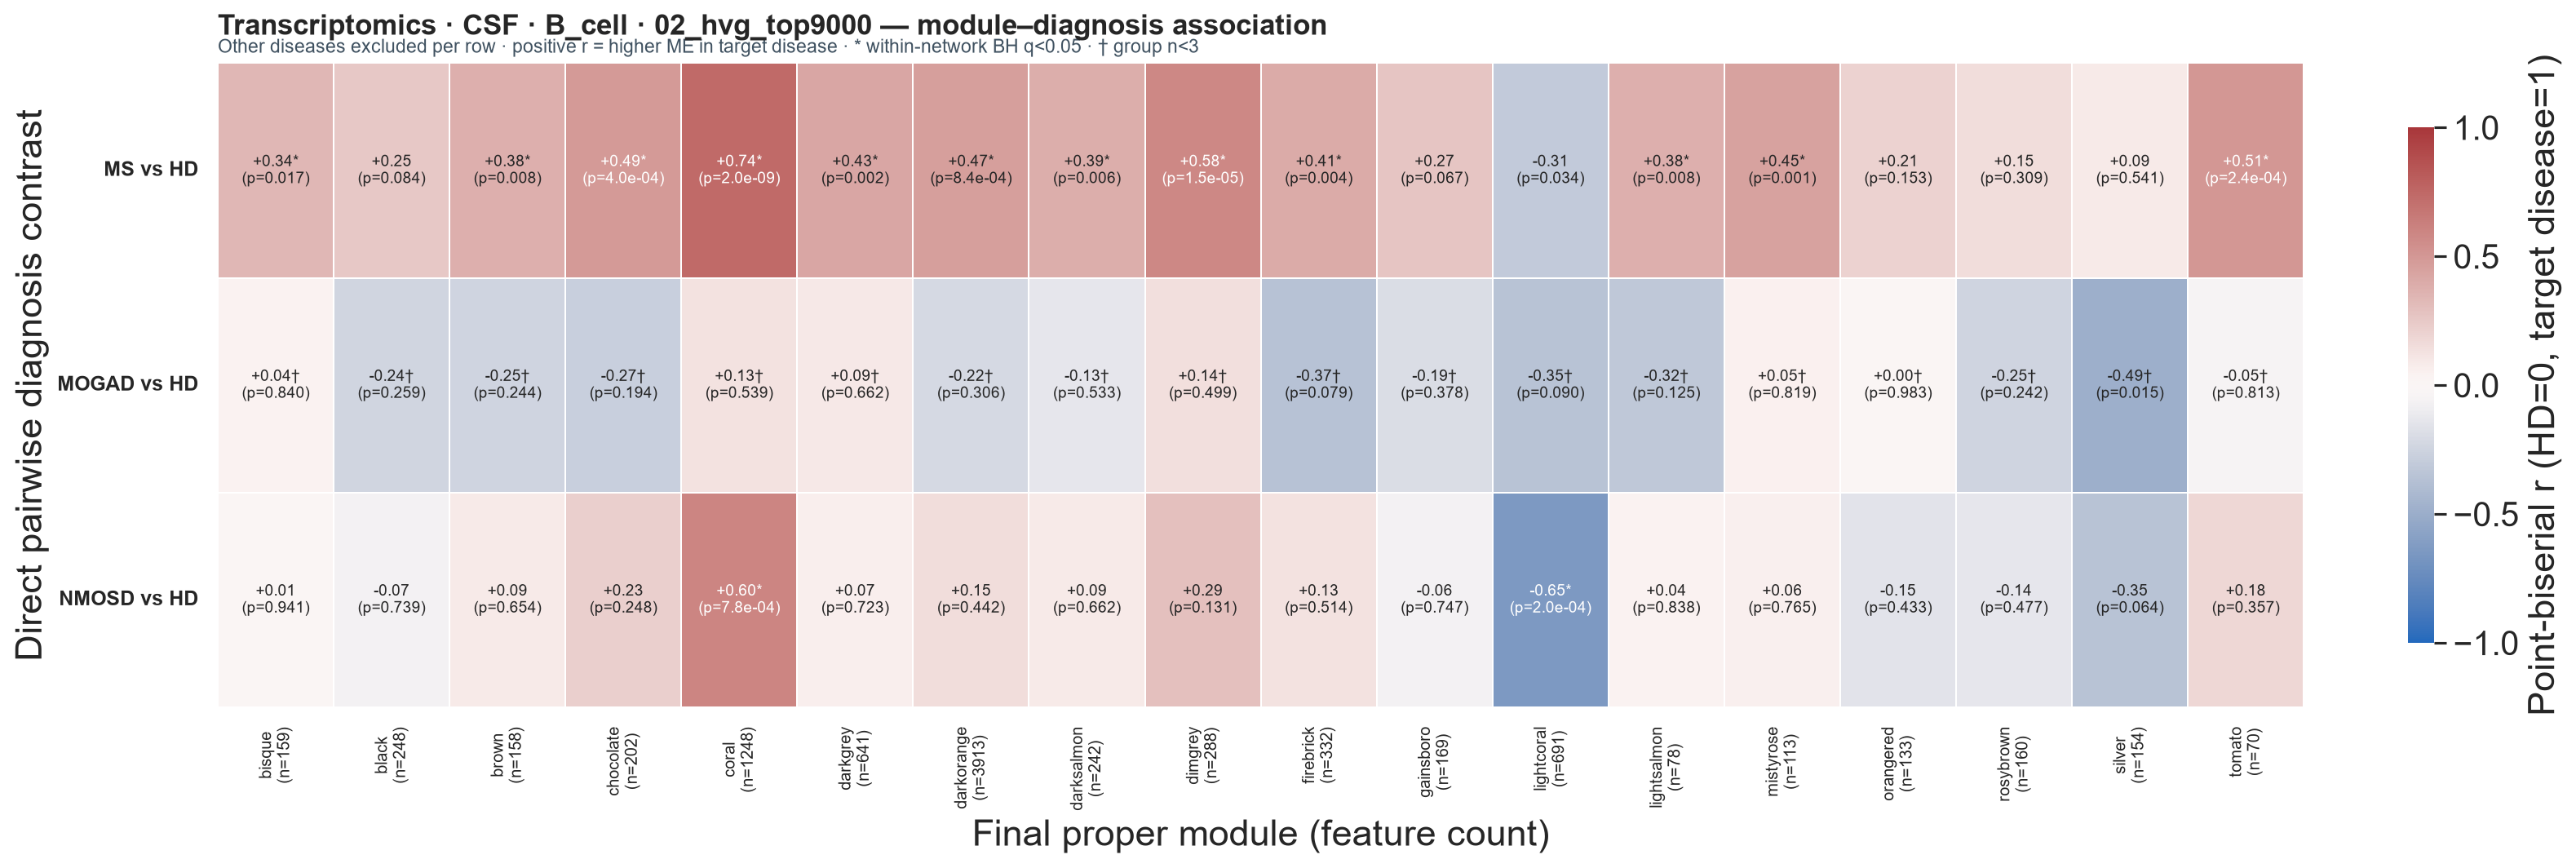 Transcriptomics · CSF · B_cell · 02_hvg_top9000 — module–diagnosis association
Other diseases excluded per row · positive r = higher ME in target disease · * within-network BH q<0.05 · † group n<3
Direct pairwise diagnosis contrast
MS vs HD
+0.34* +0.25 +0.38* +0.49* +0.74* +0.43* +0.47* +0.39* +0.58* +0.41* +0.27 -0.31 +0.38* +0.45* +0.21 +0.15 +0.09 +0.51*
(p=0.017) (p=0.084) (p=0.008) (p=4.0e-04) (p=2.0e-09) (p=0.002) (p=8.4e-04) (p=0.006) (p=1.5e-05) (p=0.004) (p=0.067) (p=0.034) (p=0.008) (p=0.001) (p=0.153) (p=0.309) (p=0.541) (p=2.4e-04)
MOGAD vs HD
+0.04† -0.24† -0.25† -0.27† +0.13† +0.09† -0.22† -0.13† +0.14† -0.37† -0.19† -0.35† -0.32† +0.05† +0.00† -0.25† -0.49† -0.05†
(p=0.840) (p=0.259) (p=0.244) (p=0.194) (p=0.539) (p=0.662) (p=0.306) (p=0.533) (p=0.499) (p=0.079) (p=0.378) (p=0.090) (p=0.125) (p=0.819) (p=0.983) (p=0.242) (p=0.015) (p=0.813)
NMOSD vs HD
+0.01 -0.07 +0.09 +0.23 +0.60* +0.07 +0.15 +0.09 +0.29 +0.13 -0.06 -0.65* +0.04 +0.06 -0.15 -0.14 -0.35 +0.18
(p=0.941) (p=0.739) (p=0.654) (p=0.248) (p=7.8e-04) (p=0.723) (p=0.442) (p=0.662) (p=0.131) (p=0.514) (p=0.747) (p=2.0e-04) (p=0.838) (p=0.765) (p=0.433) (p=0.477) (p=0.064) (p=0.357)
bisque
(n=159)
black
(n=248)
brown
(n=158)
chocolate
(n=202)
coral
(n=1248)
darkgrey
(n=641)
darkorange
(n=3913)
darksalmon
(n=242)
dimgrey
(n=288)
firebrick
(n=332)
gainsboro
(n=169)
lightcoral
(n=691)
lightsalmon
(n=78)
mistyrose
(n=113)
orangered
(n=133)
rosybrown
(n=160)
silver
(n=154)
tomato
(n=70)
Final proper module (feature count)
1.0
0.5
0.0
−0.5
−1.0
Point-biserial r (HD=0, target disease=1)